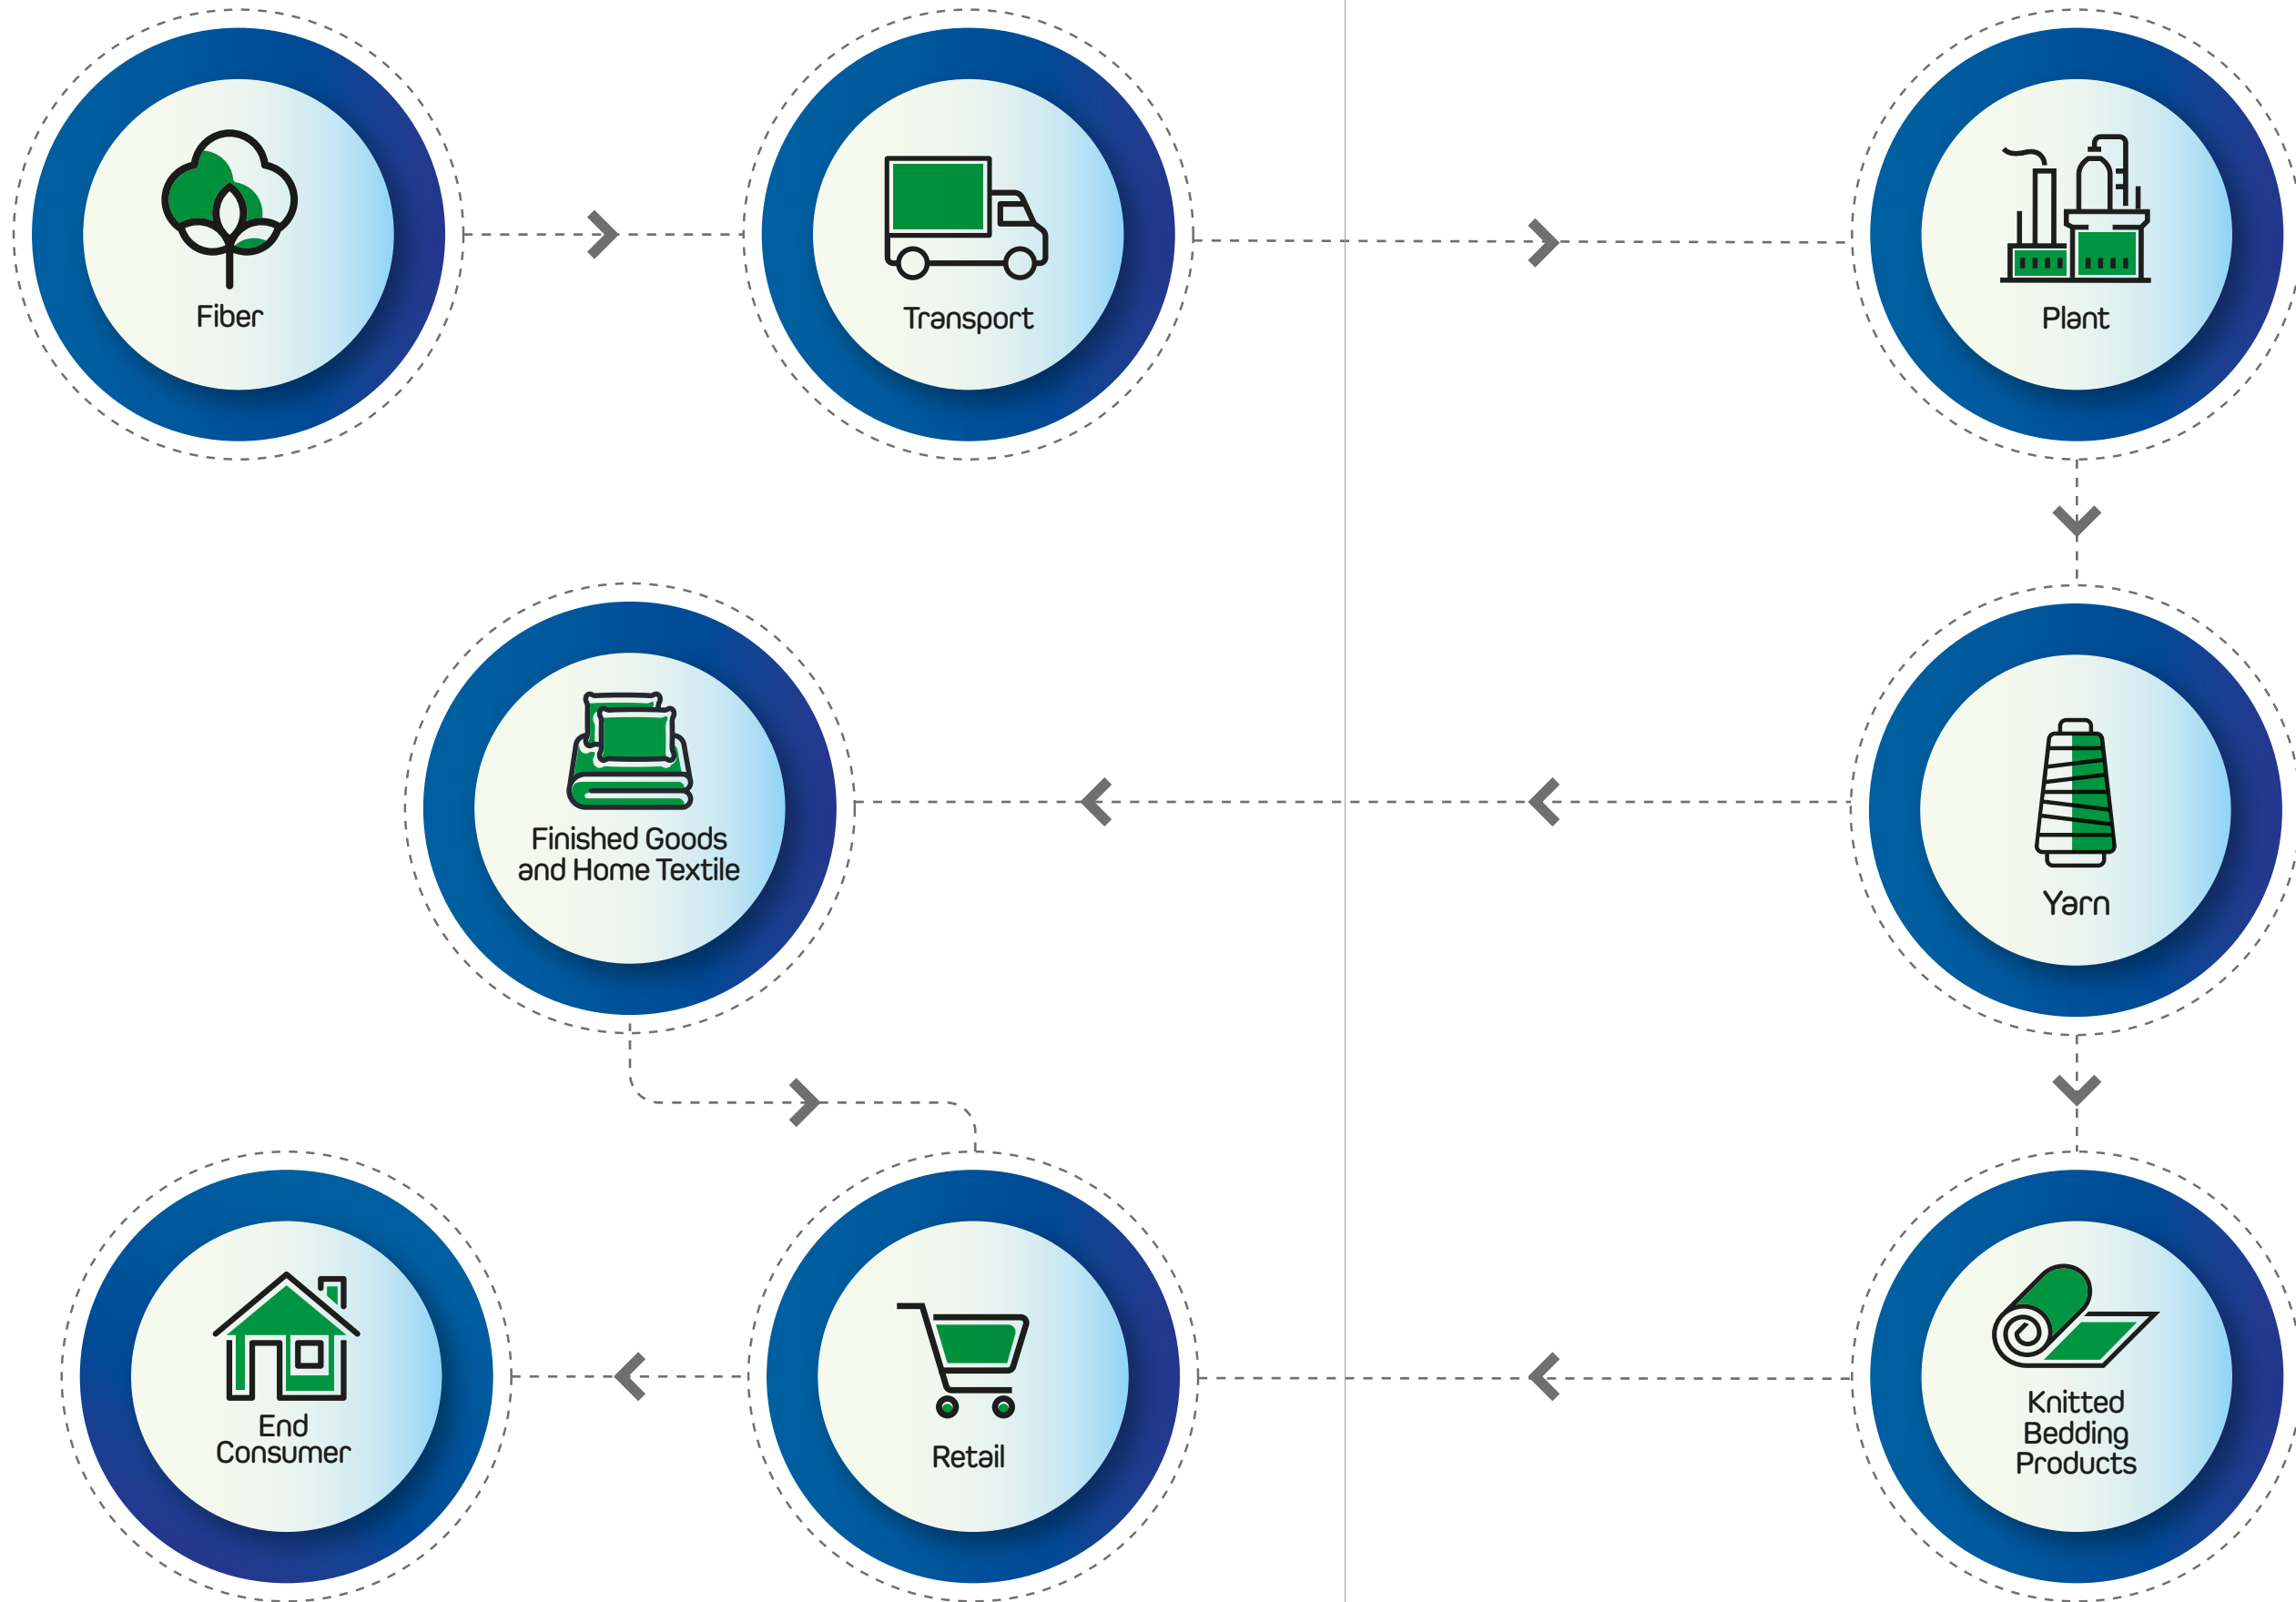 Fiber
Transport
Plant
Finished Goods
and Home Textile
Yarn
End
Consumer
Retail
Knitted
Bedding
Products